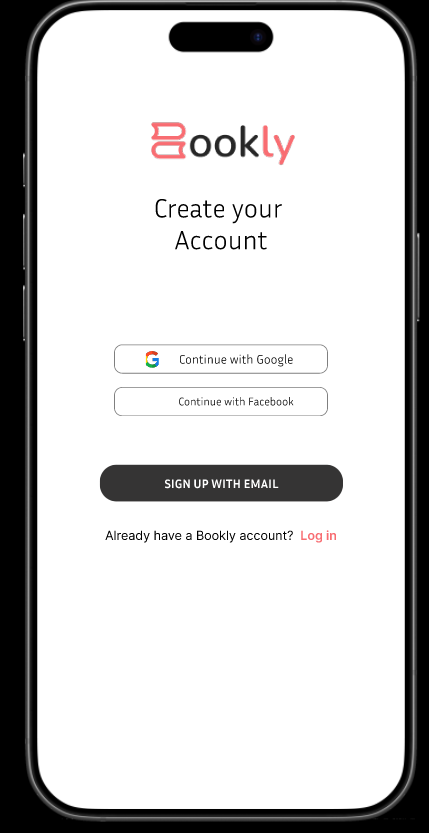 Bookly
Create your
Account
Continue with Google
Continue with Facebook
SIGN UP WITH EMAIL
Already have a Bookly account? Log in